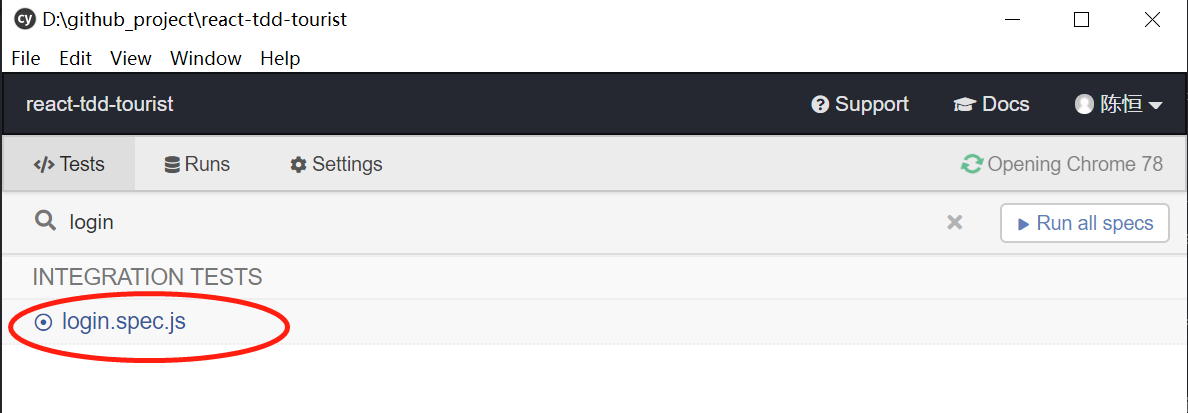 cy D:\github_project\react-tdd-tourist
File Edit View Window Help
react-tdd-tourist Support Docs 陈恒
Tests Runs Settings Opening Chrome 78
login Run all specs
INTEGRATION TESTS
login.spec.js